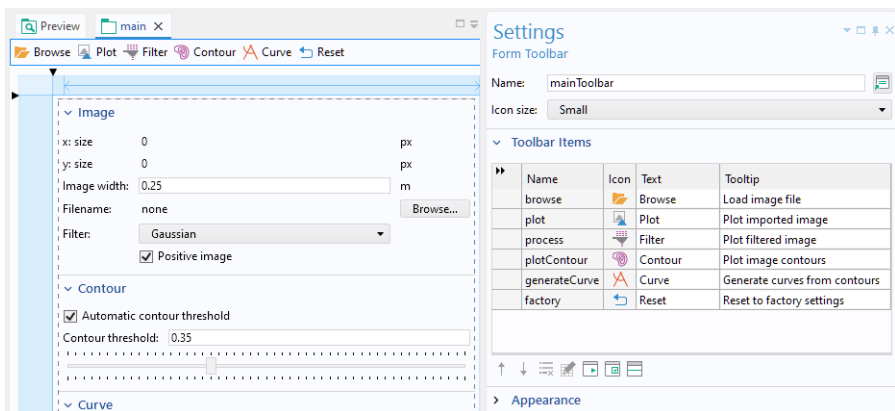 Preview main
Browse Plot Filter Contour Curve Reset
Image
x: size 0 px
y: size 0 px
Image width: 0.25 m
Filename: none Browse...
Filter: Gaussian
Positive image
Contour
Automatic contour threshold
Contour threshold: 0.35
Curve
Settings
Form Toolbar
Name: mainToolbar
Icon size: Small
Toolbar Items
Name Icon Text Tooltip
browse Browse Load image file
plot Plot Plot imported image
process Filter Plot filtered image
plotContour Contour Plot image contours
generateCurve Curve Generate curves from contours
factory Reset Reset to factory settings
Appearance